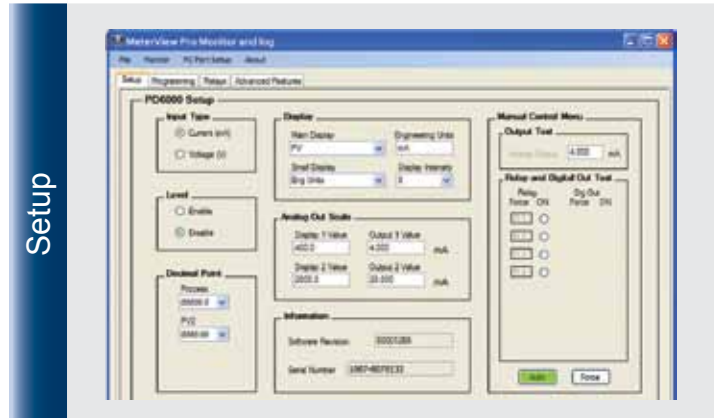 Setup
MeterView Pro Monitor and log
File Monitor PC Port Setup About
Setup Programming Relays Advanced Features
PD6000 Setup
Input Type
Current (mA)
Voltage (V)
Level
Enable
Disable
Decimal Point
Process
PV2
Display
Main Display Engineering Units
PV mA
Small Display Display Intensity
Eng Units 8
Analog Out Scale
Display 1 Value Output 1 Value
400.0 4.000 mA
Display 2 Value Output 2 Value
2000.0 20.000 mA
Information
Software Revision
Serial Number
Manual Control Menu
Output Test
4.000 mA
Relay and Digital Out Test
Relay Dig Out
Force ON Force ON
Auto Force